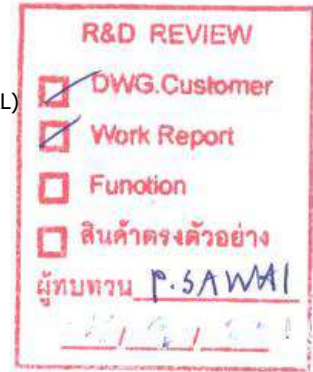 R&D REVIEW
L)
DWG.Customer
Work Report
Function
สินค้าตรงตัวอย่าง
ผู้ทบทวน P.SAWAI